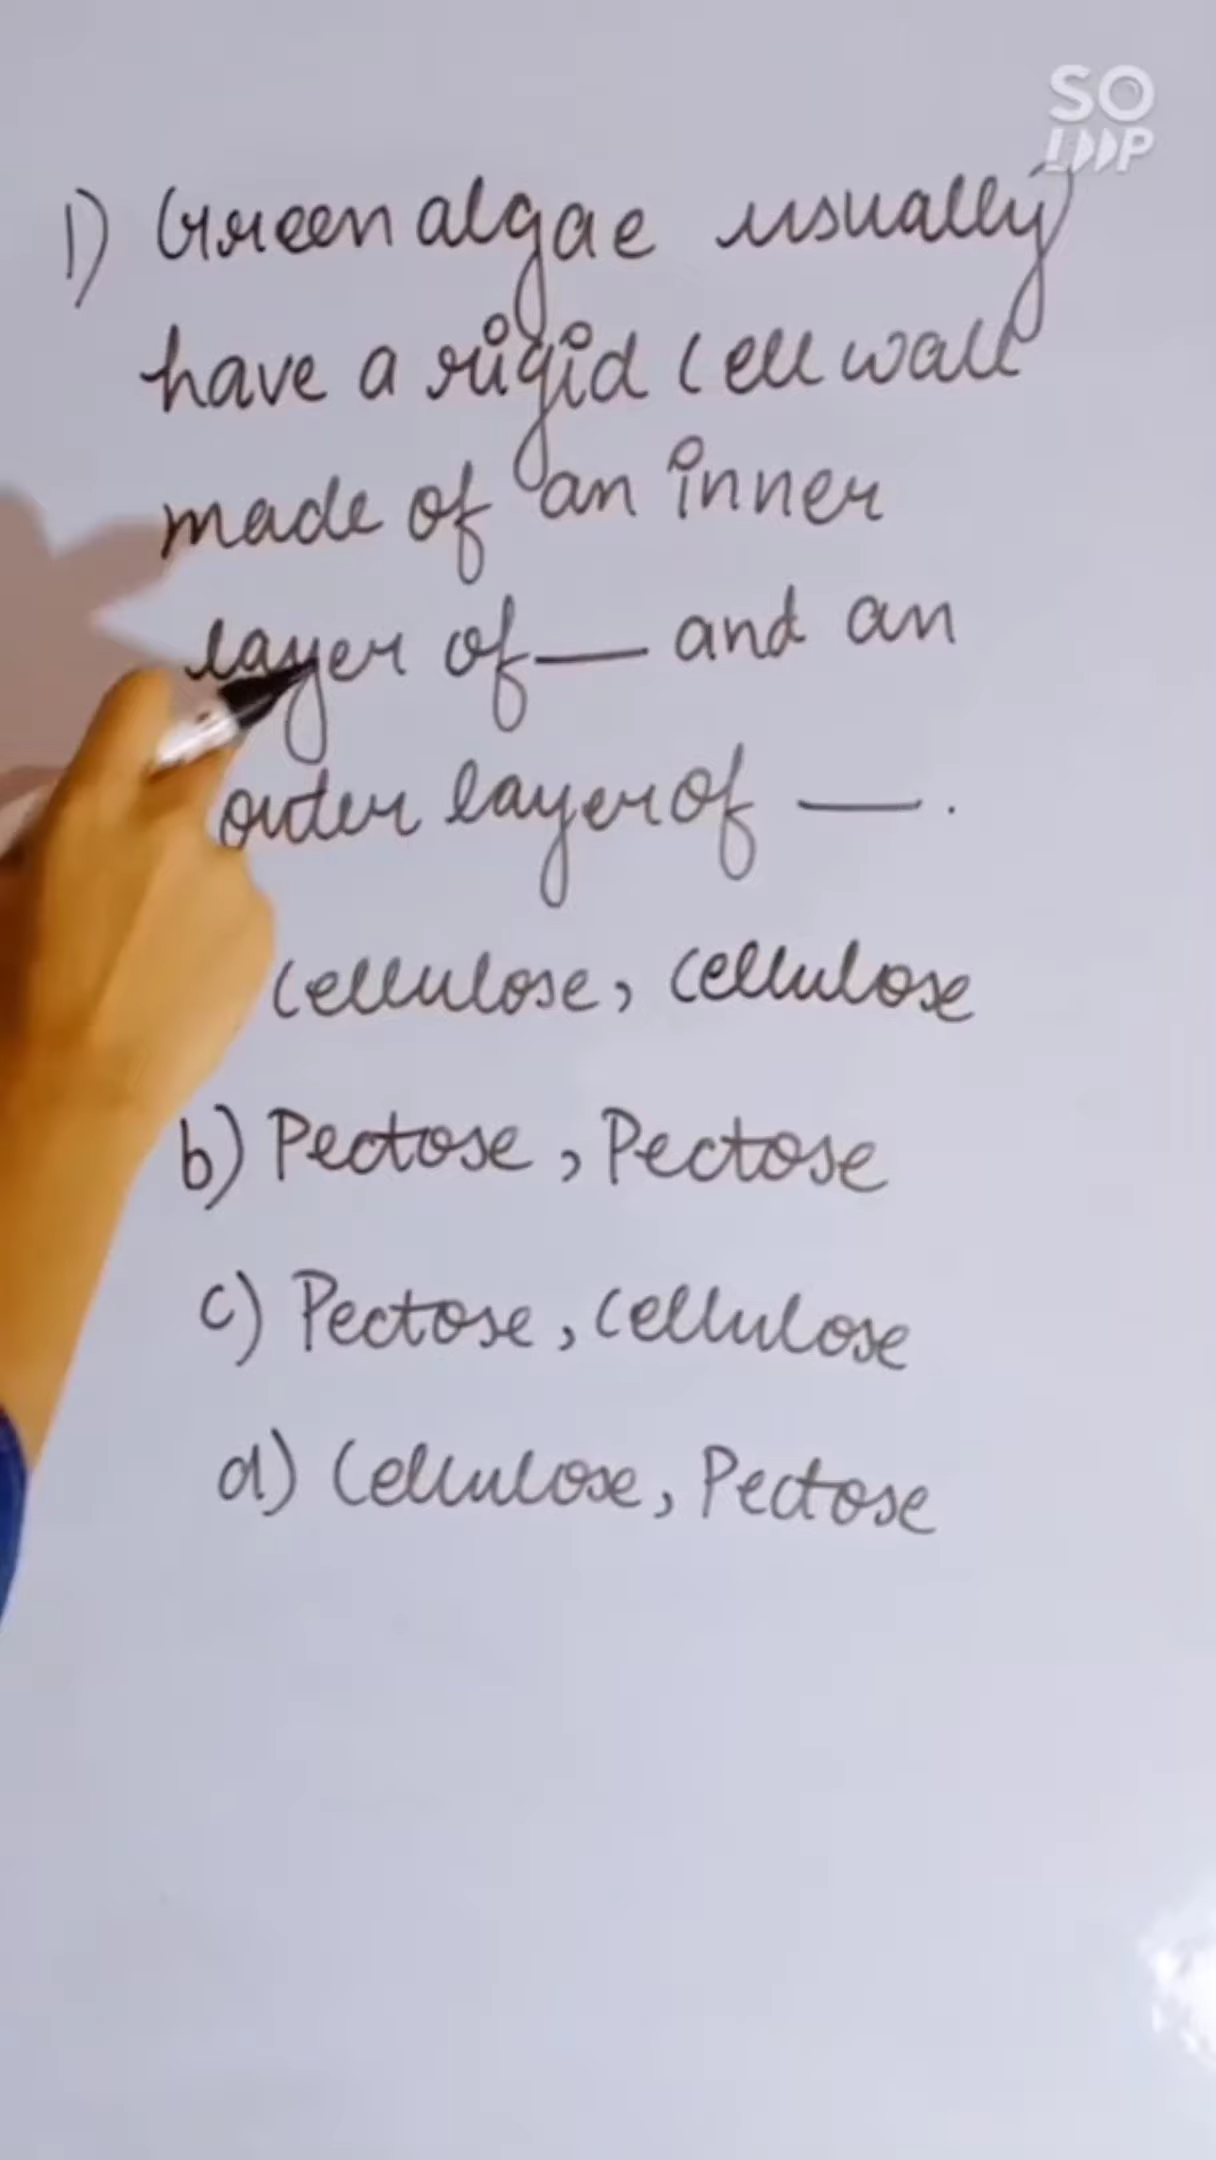 SO
LOOP
1) Green algae usually
have a rigid cell wall
made of an inner
layer of — and an
outer layer of — .
cellulose, cellulose
b) Pectose, Pectose
c) Pectose, cellulose
d) Cellulose, Pectose